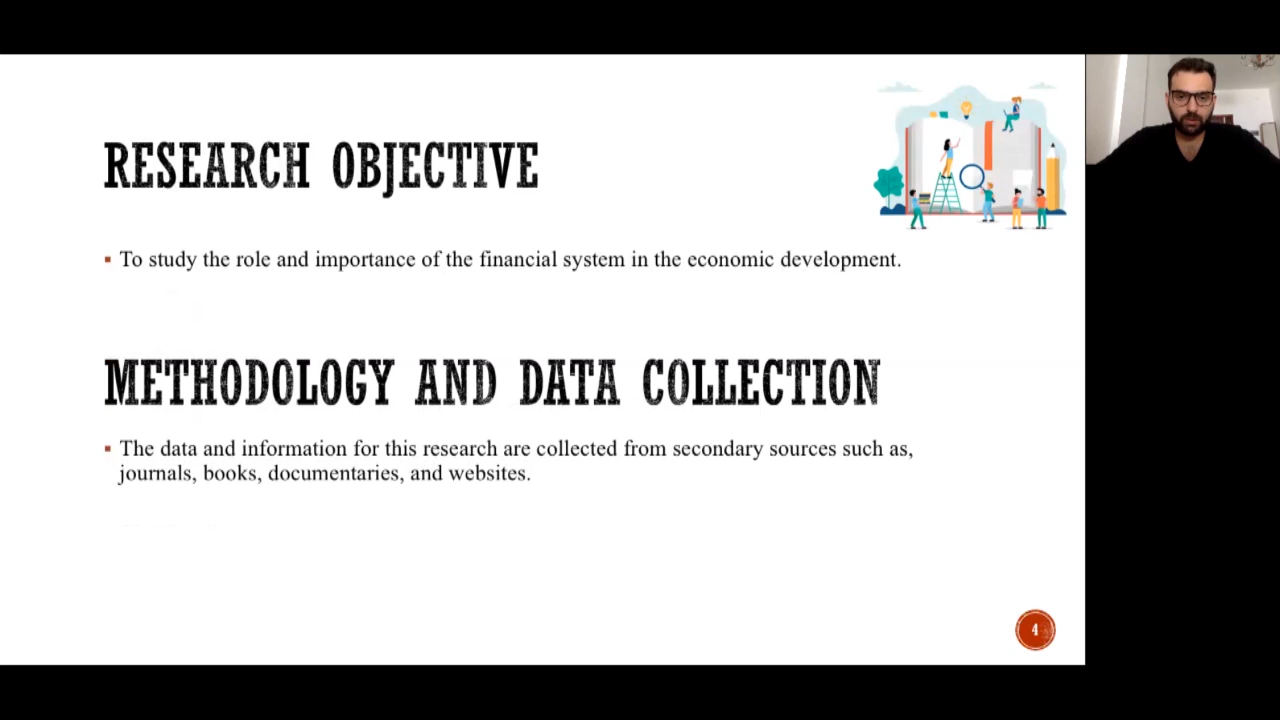 RESEARCH OBJECTIVE
▪ To study the role and importance of the financial system in the economic development.
METHODOLOGY AND DATA COLLECTION
▪ The data and information for this research are collected from secondary sources such as,
journals, books, documentaries, and websites.
4